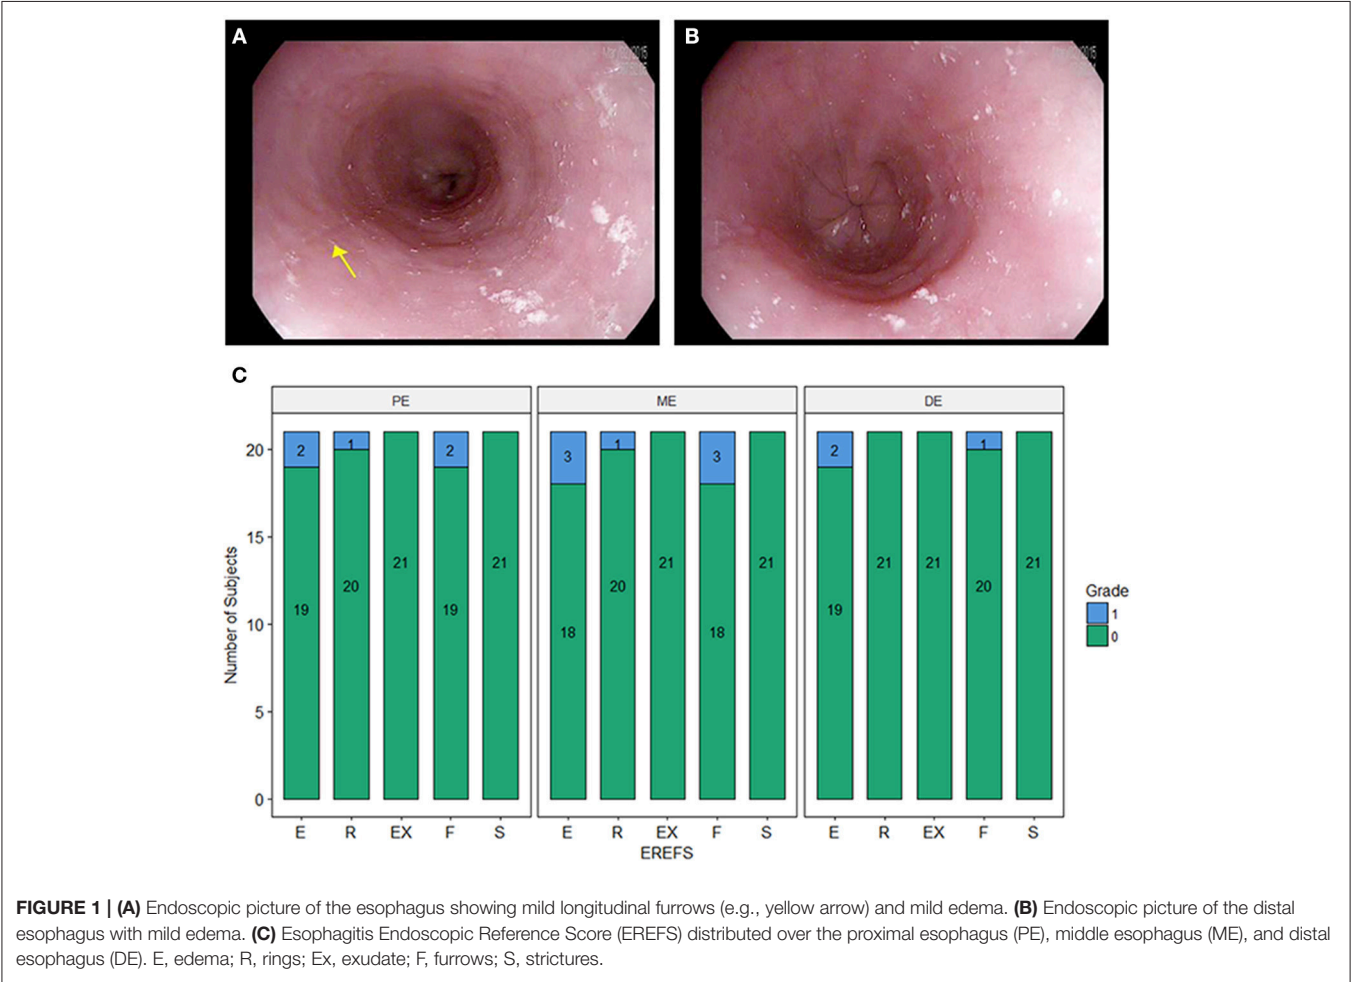 A
B
C
PE
ME
DE
20
15
10
5
0
Number of Subjects
2 1 2
19 20 21 19 21
3 1 3
18 20 21 18 21
2 1
19 21 21 20 21
E R EX F S
E R EX F S
E R EX F S
EREFS
Grade
1
0
FIGURE 1 | (A) Endoscopic picture of the esophagus showing mild longitudinal furrows (e.g., yellow arrow) and mild edema. (B) Endoscopic picture of the distal
esophagus with mild edema. (C) Esophagitis Endoscopic Reference Score (EREFS) distributed over the proximal esophagus (PE), middle esophagus (ME), and distal
esophagus (DE). E, edema; R, rings; Ex, exudate; F, furrows; S, strictures.